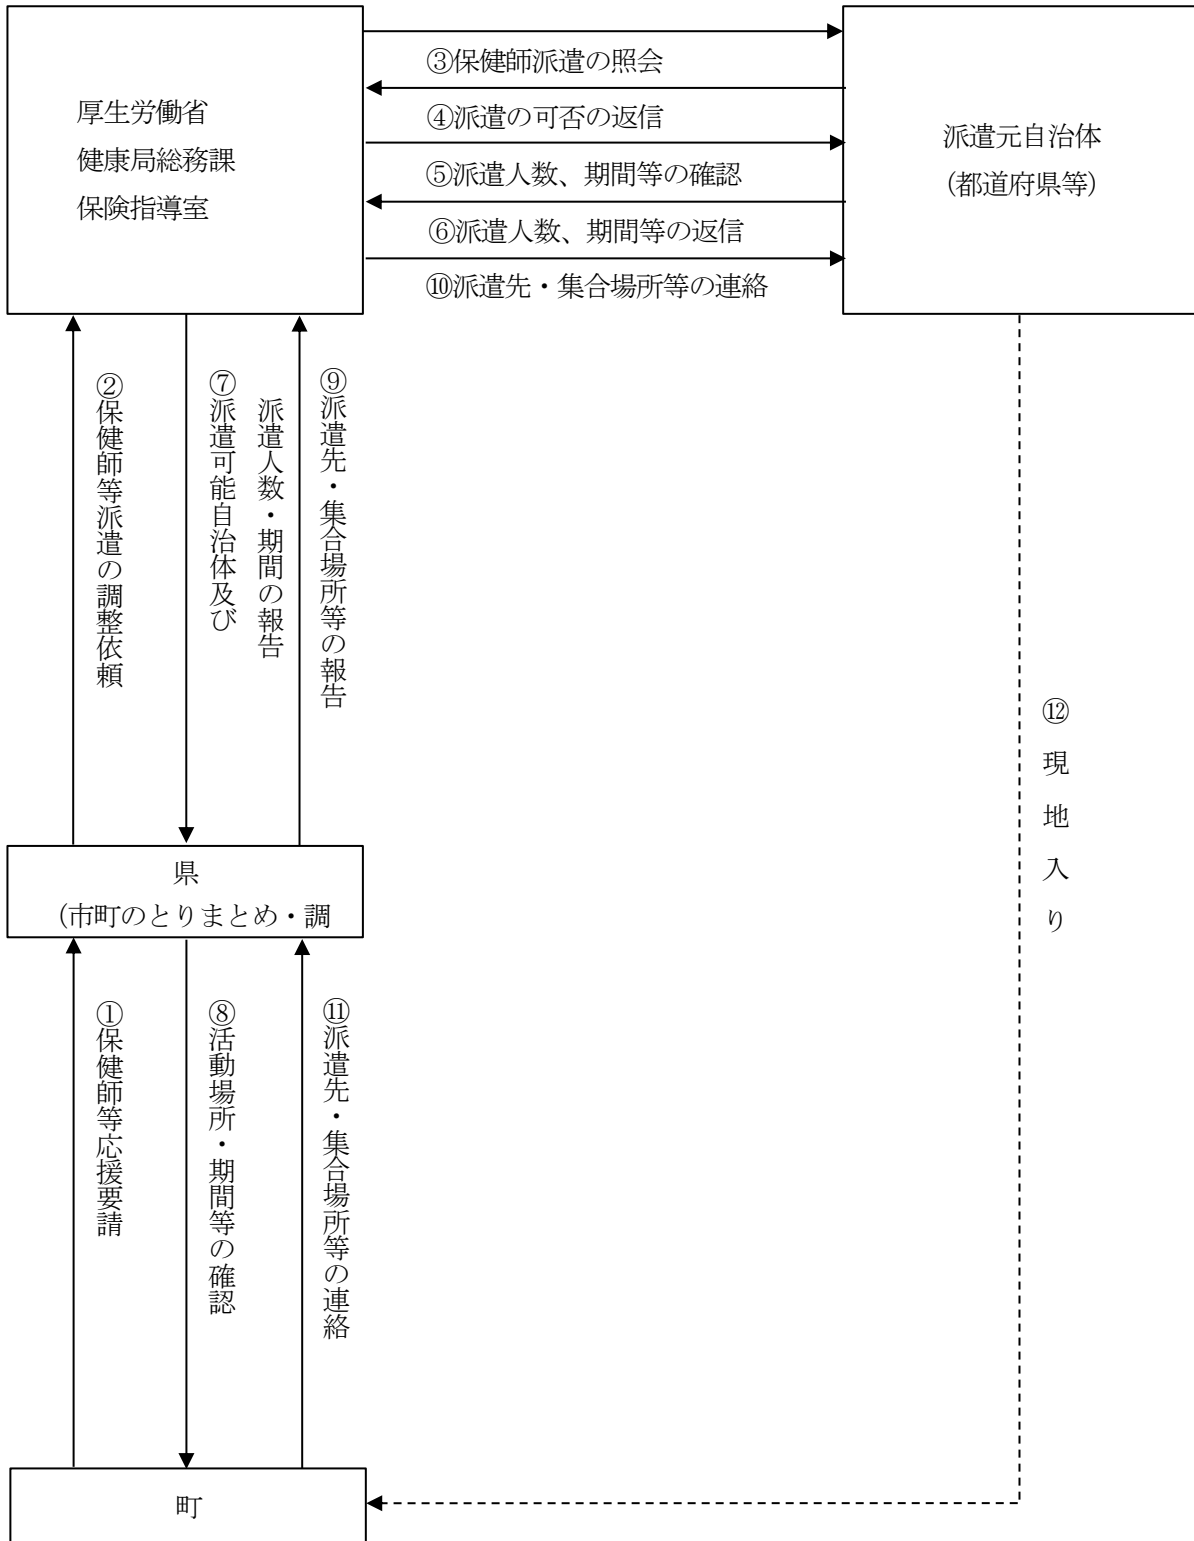 厚生労働省
健康局総務課
保険指導室
③保健師派遣の照会
④派遣の可否の返信
⑤派遣人数、期間等の確認
⑥派遣人数、期間等の返信
⑩派遣先・集合場所等の連絡
派遣元自治体
(都道府県等)
②保健師等派遣の調整依頼
⑦派遣可能自治体及び
派遣人数・期間の報告
⑨派遣先・集合場所等の報告
⑫現地入り
県
(市町のとりまとめ・調
①保健師等応援要請
⑧活動場所・期間等の確認
⑪派遣先・集合場所等の連絡
町